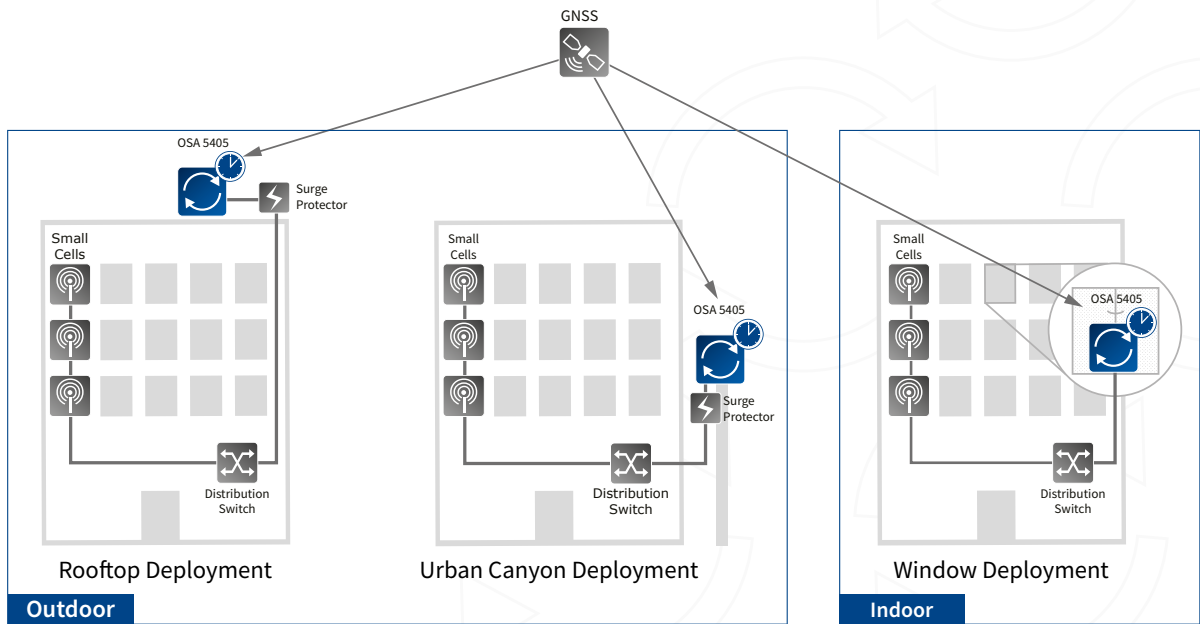 GNSS
OSA 5405
Surge
Protector
Small
Cells
Distribution
Switch
Rooftop Deployment
Small
Cells
OSA 5405
Surge
Protector
Distribution
Switch
Urban Canyon Deployment
Outdoor
Small
Cells
OSA 5405
Distribution
Switch
Window Deployment
Indoor